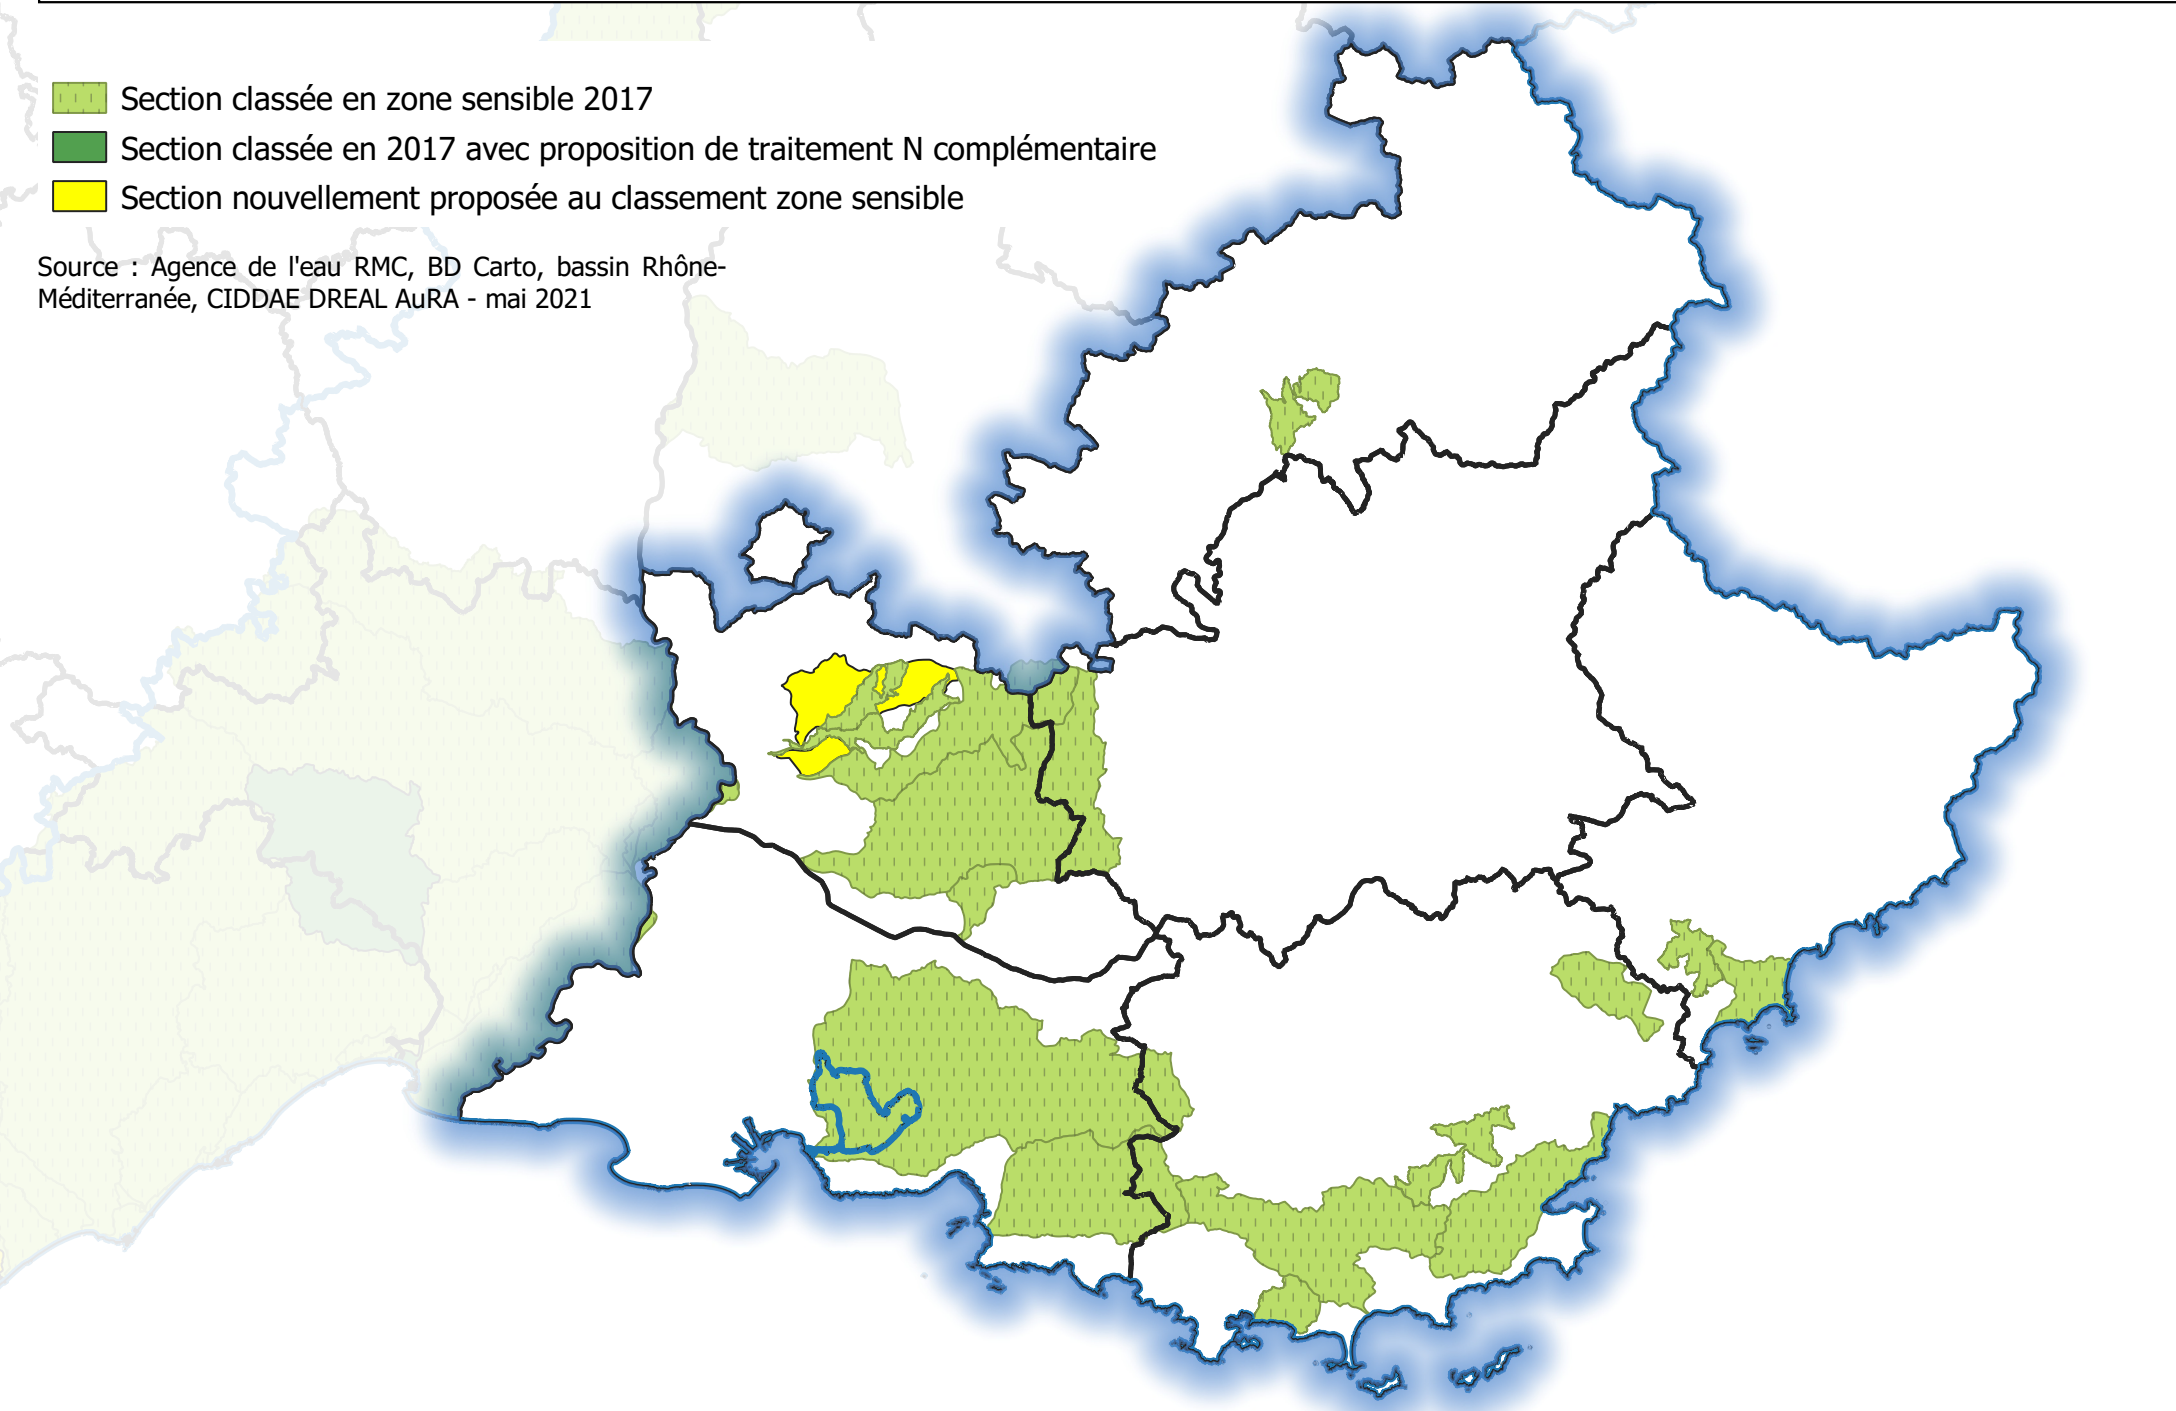 Section classée en zone sensible 2017
Section classée en 2017 avec proposition de traitement N complémentaire
Section nouvellement proposée au classement zone sensible
Source : Agence de l'eau RMC, BD Carto, bassin Rhône-
Méditerranée, CIDDAE DREAL AuRA - mai 2021